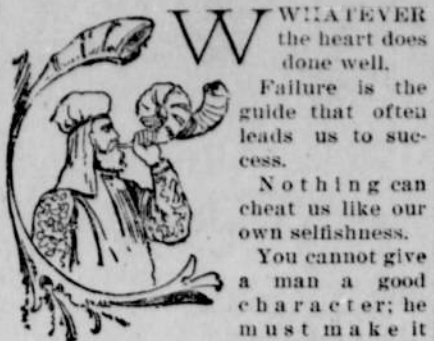 WHATEVER
the heart does
done well.
Failure is the
guide that often
leads us to suc-
cess.
Nothing can
cheat us like our
own selfishness.
You cannot give
a man a good
character; he
must make it